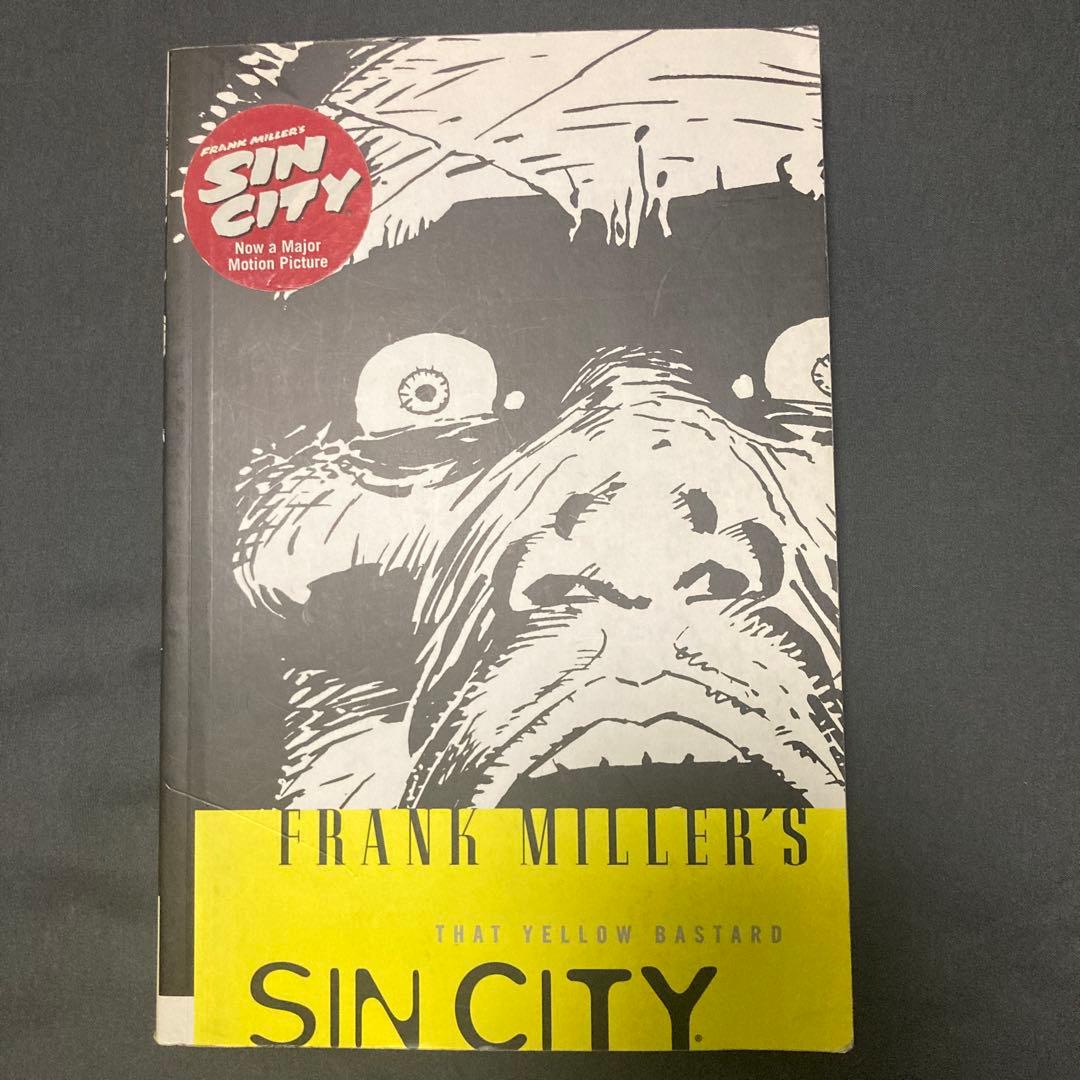 FRANK MILLER'S
SIN
CITY
Now a Major
Motion Picture
FRANK MILLER'S
THAT YELLOW BASTARD
SIN CITY®